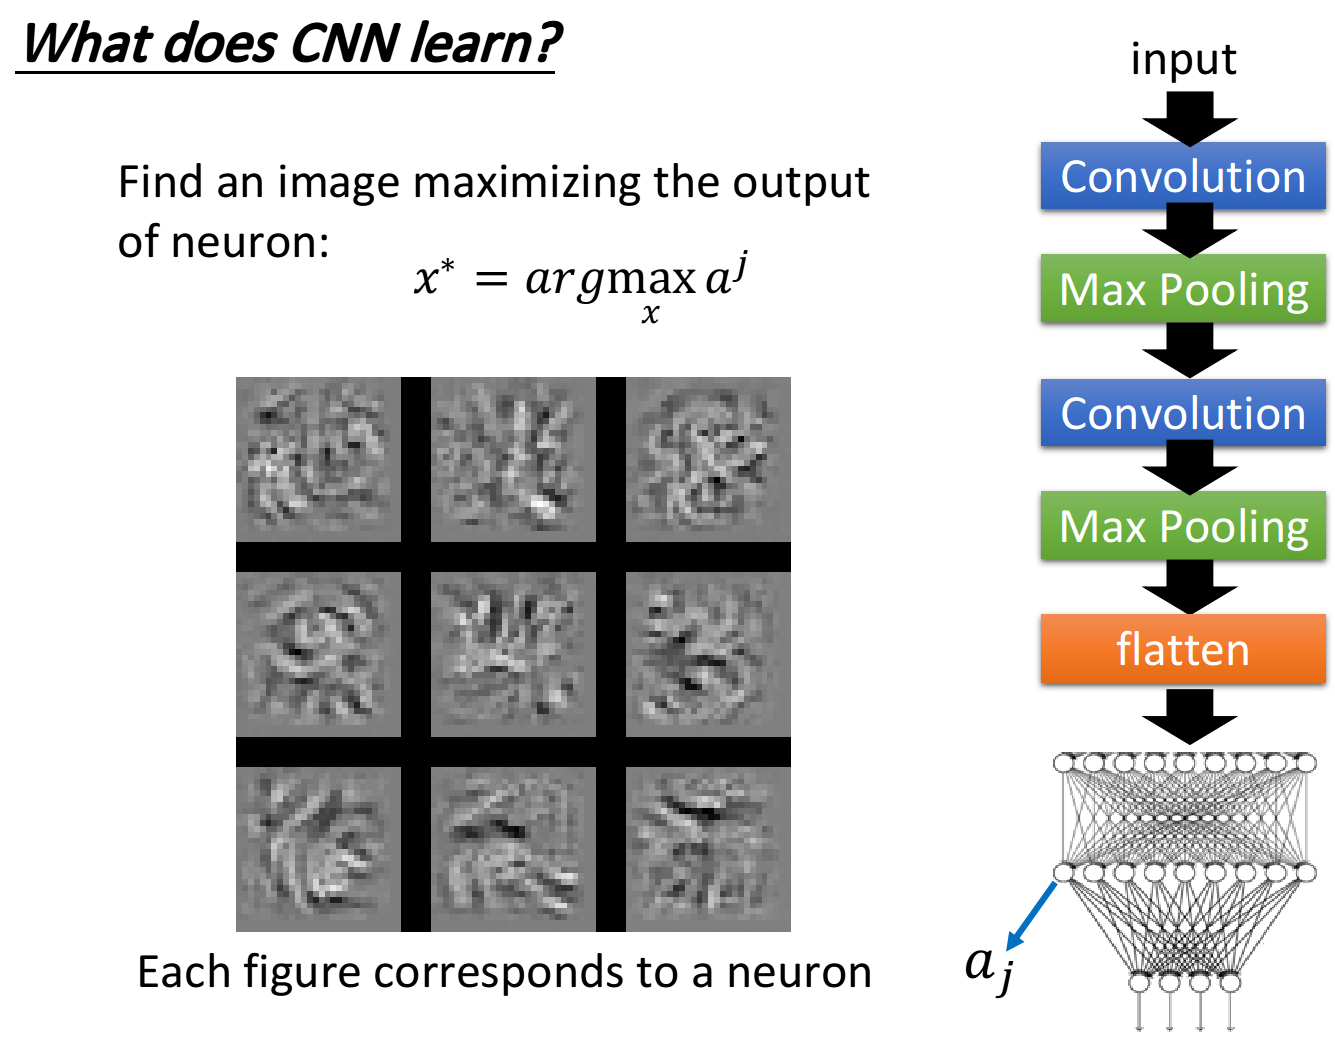 What does CNN learn?
Find an image maximizing the output
of neuron:
x* = arg max a^j
x
Each figure corresponds to a neuron
input
Convolution
Max Pooling
Convolution
Max Pooling
flatten
a_j